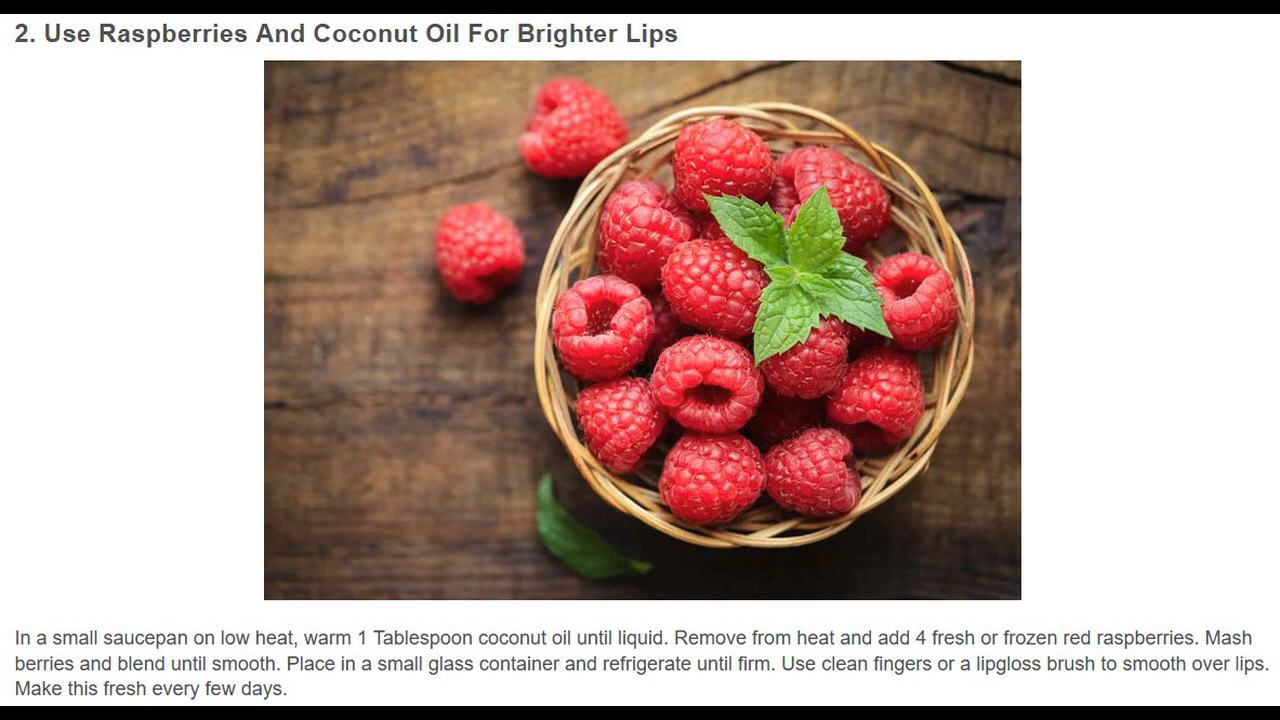 2. Use Raspberries And Coconut Oil For Brighter Lips
In a small saucepan on low heat, warm 1 Tablespoon coconut oil until liquid. Remove from heat and add 4 fresh or frozen red raspberries. Mash
berries and blend until smooth. Place in a small glass container and refrigerate until firm. Use clean fingers or a lipgloss brush to smooth over lips.
Make this fresh every few days.